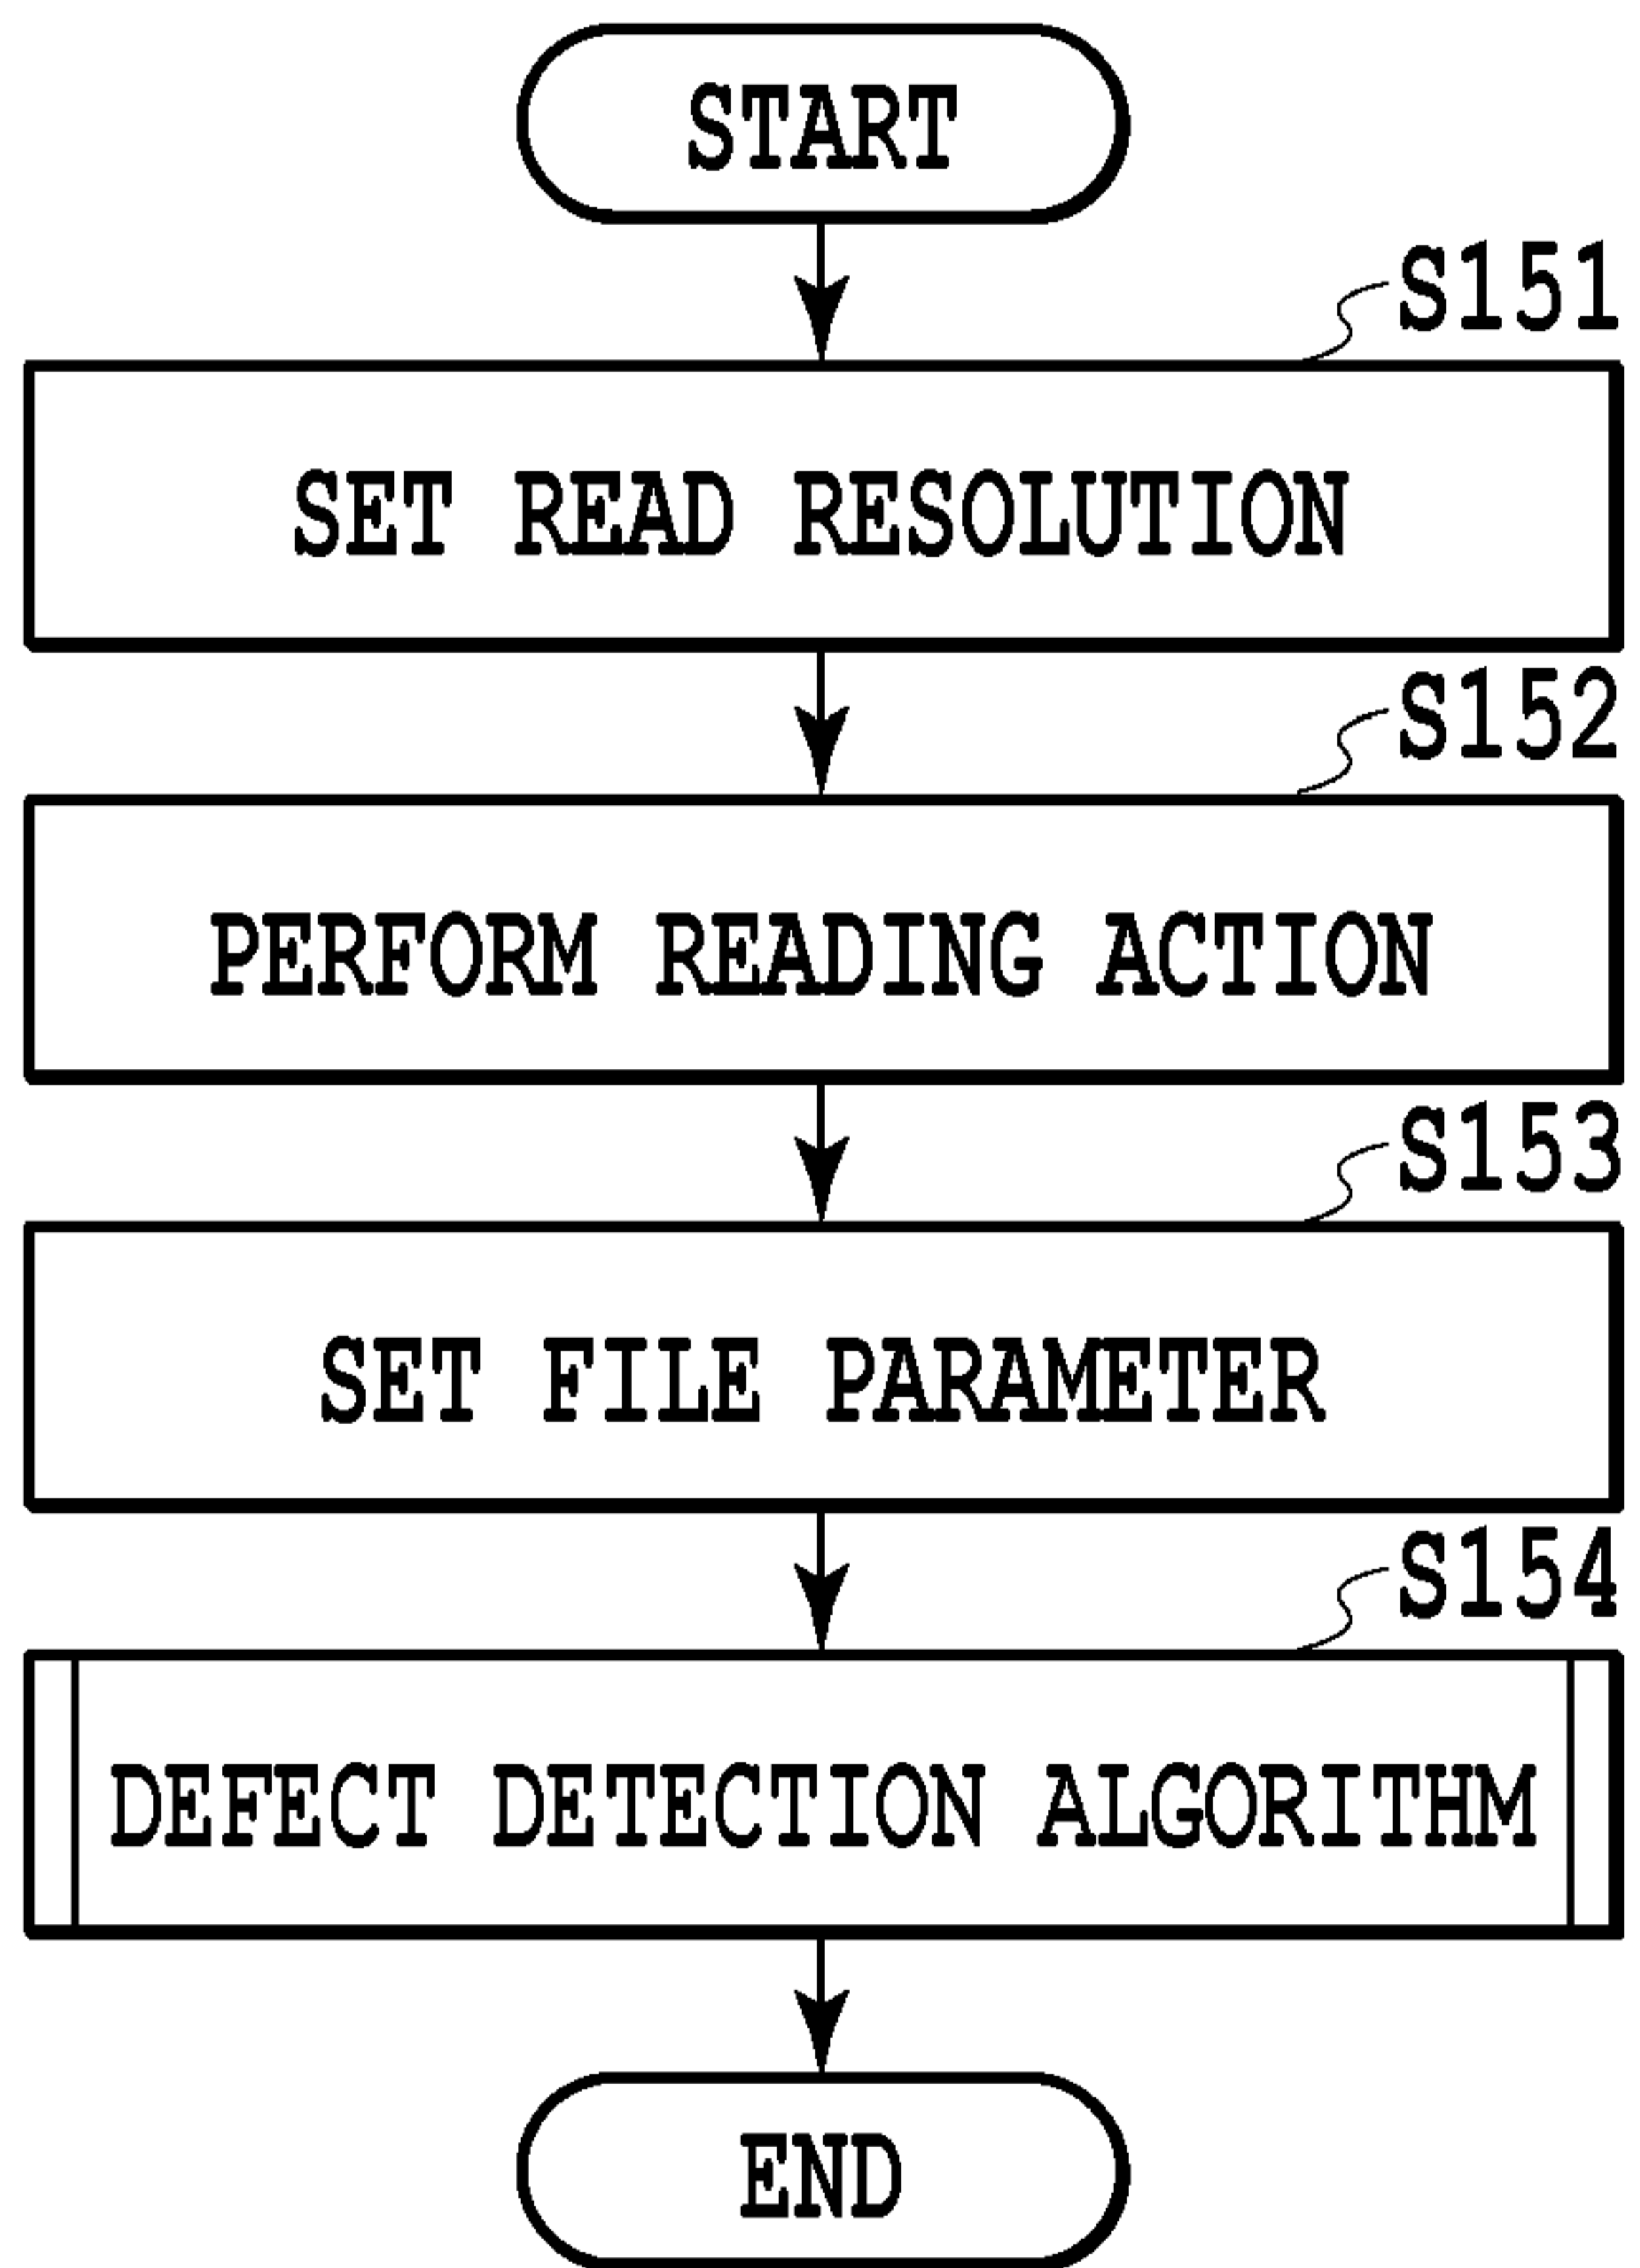 START
S151
SET READ RESOLUTION
S152
PERFORM READING ACTION
S153
SET FILE PARAMETER
S154
DEFECT DETECTION ALGORITHM
END